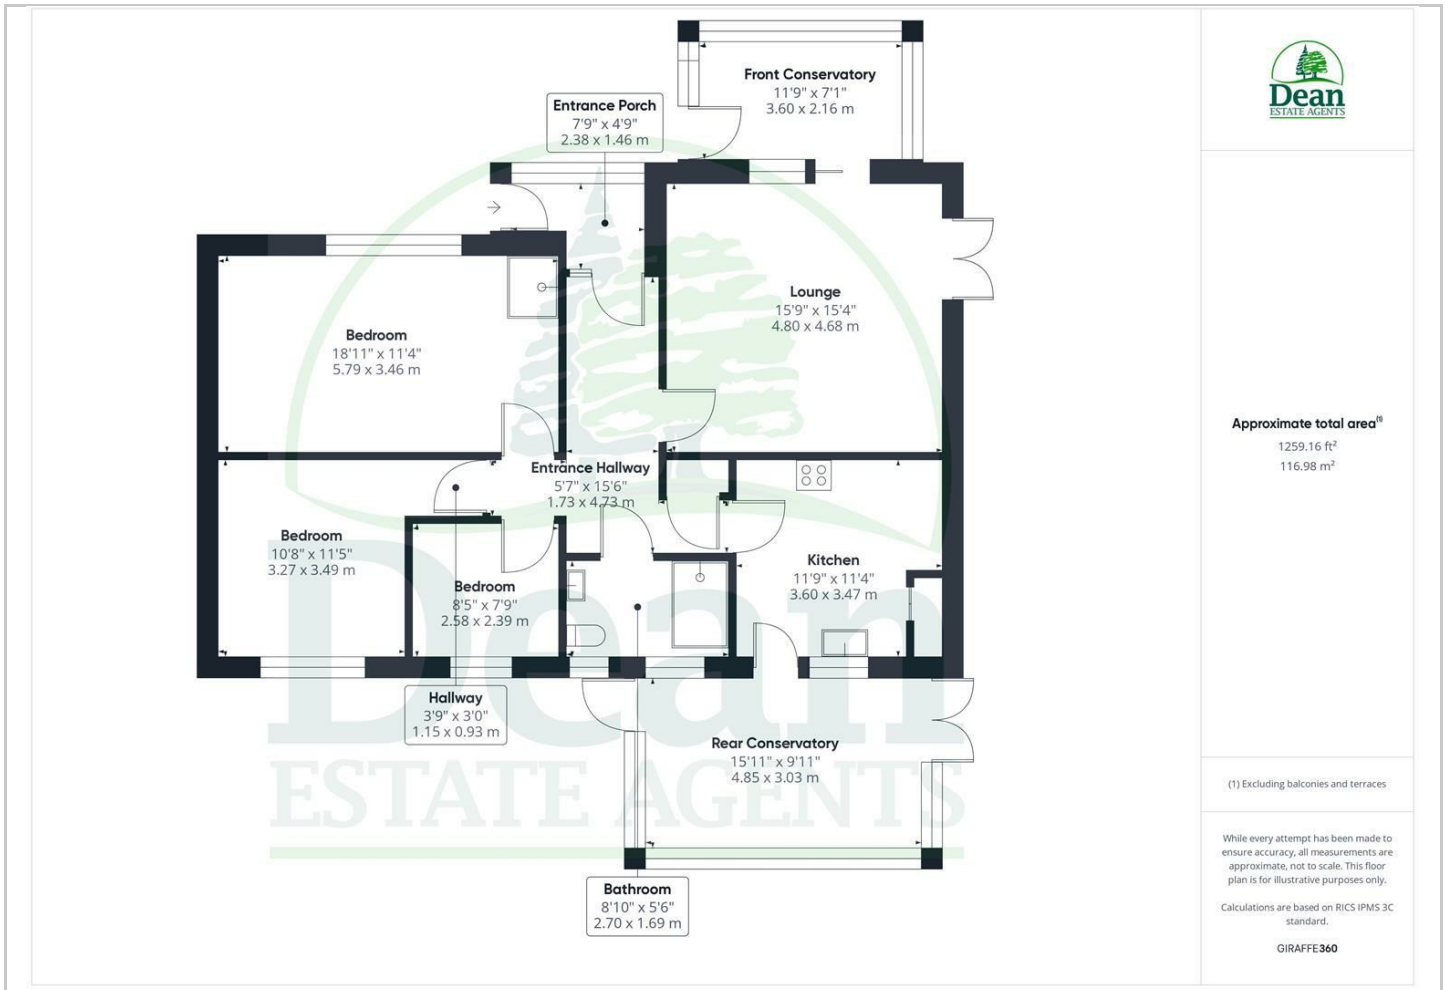 Front Conservatory
11'9" x 7'1"
3.60 x 2.16 m
Entrance Porch
7'9" x 4'9"
2.38 x 1.46 m
Lounge
15'9" x 15'4"
4.80 x 4.68 m
Bedroom
18'11" x 11'4"
5.79 x 3.46 m
Entrance Hallway
5'7" x 15'6"
1.73 x 4.73 m
Bedroom
10'8" x 11'5"
3.27 x 3.49 m
Bedroom
8'5" x 7'9"
2.58 x 2.39 m
Kitchen
11'9" x 11'4"
3.60 x 3.47 m
Hallway
3'9" x 3'0"
1.15 x 0.93 m
Rear Conservatory
15'11" x 9'11"
4.85 x 3.03 m
Bathroom
8'10" x 5'6"
2.70 x 1.69 m
Dean
ESTATE AGENTS
Dean
ESTATE AGENTS
Approximate total area⁽¹⁾
1259.16 ft²
116.98 m²
(1) Excluding balconies and terraces
While every attempt has been made to
ensure accuracy, all measurements are
approximate, not to scale. This floor
plan is for illustrative purposes only.
Calculations are based on RICS IPMS 3C
standard.
GIRAFFE360